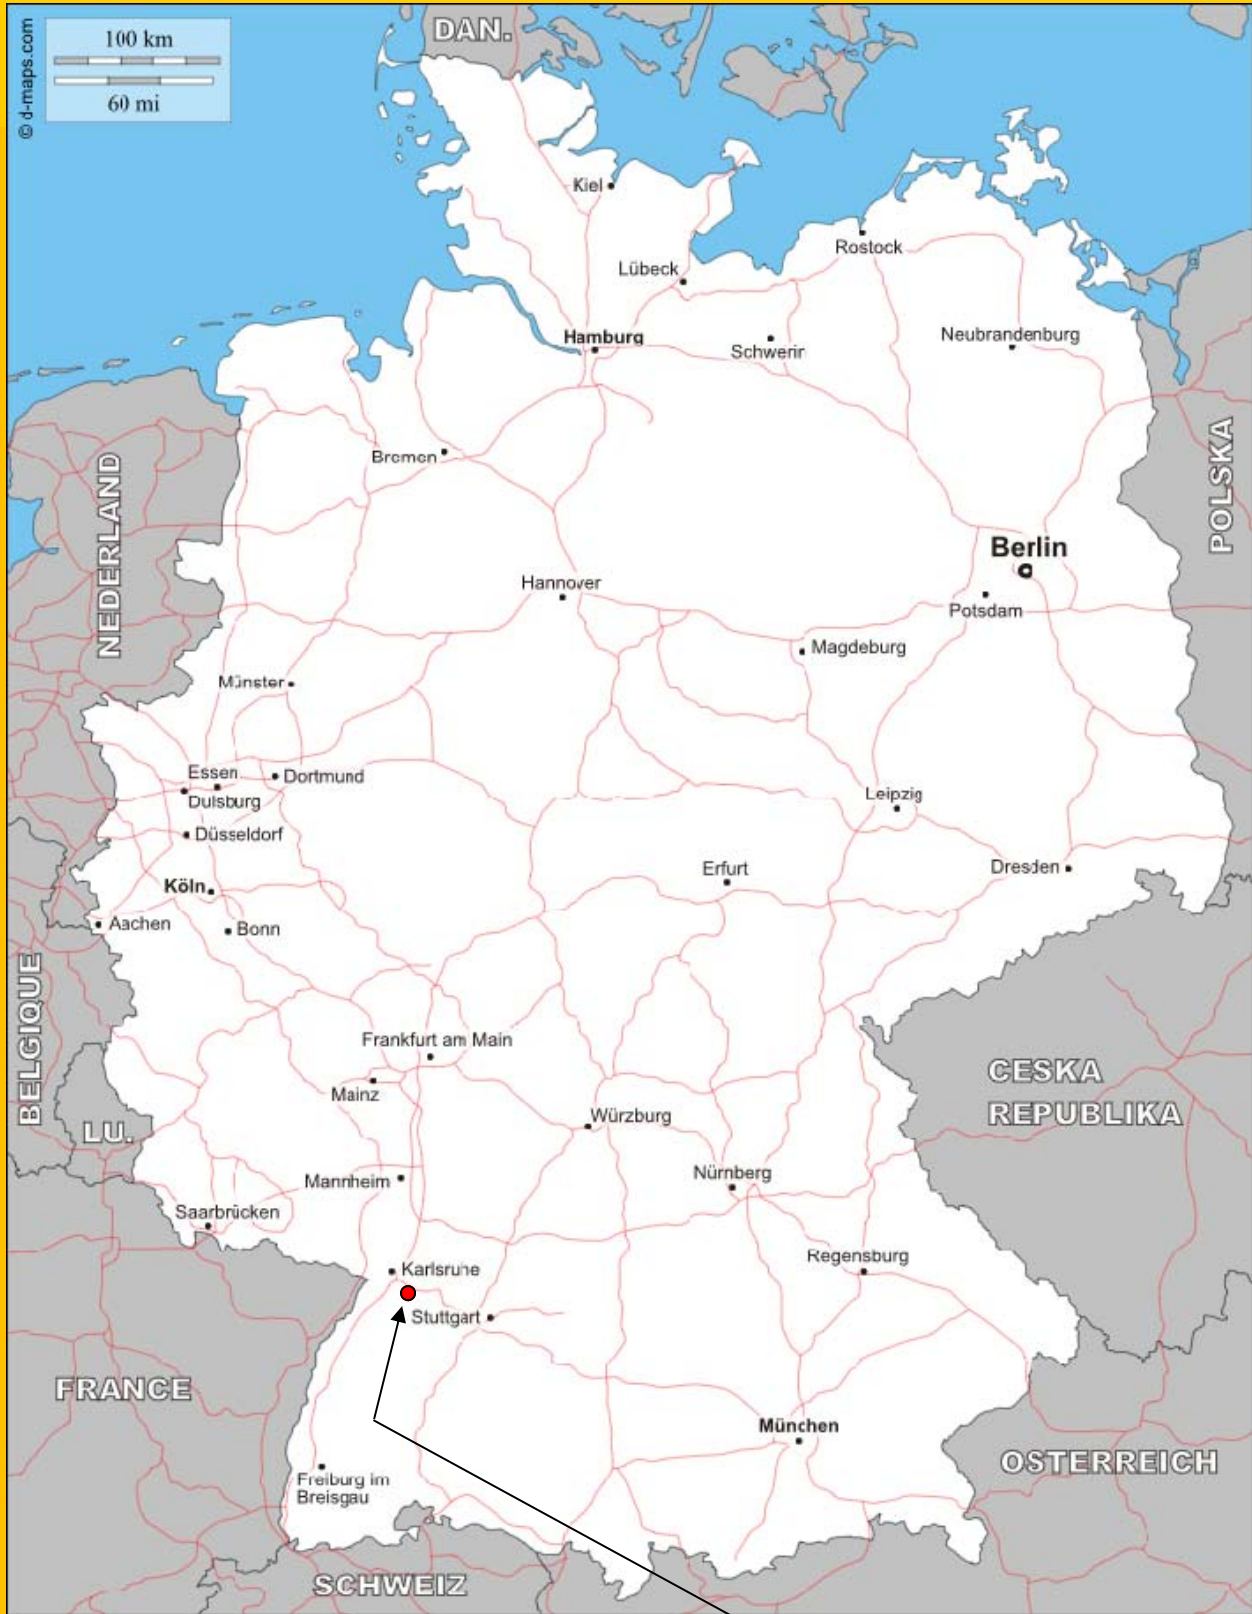 © d-maps.com
100 km
60 mi
DAN.
Kiel
Rostock
Lübeck
Hamburg
Schwerin
Neubrandenburg
Bremen
NEDERLAND
POLSKA
Berlin
Hannover
Potsdam
Magdeburg
Münster
Essen
Dortmund
Duisburg
Leipzig
Düsseldorf
Erfurt
Dresden
Köln
Aachen
Bonn
BELGIQUE
Frankfurt am Main
Mainz
CESKA
REPUBLIKA
LU.
Würzburg
Mannheim
Nürnberg
Saarbrücken
Regensburg
Karlsruhe
Stuttgart
FRANCE
München
Freiburg im
Breisgau
OSTERREICH
SCHWEIZ